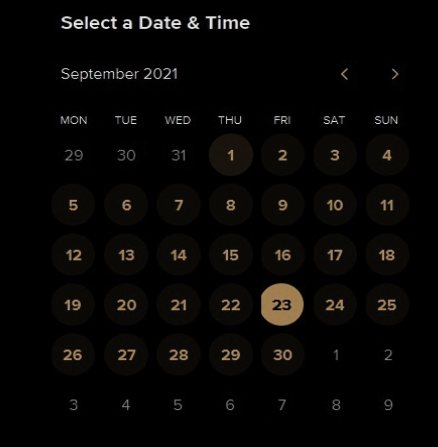 Select a Date & Time
September 2021
MON TUE WED THU FRI SAT SUN
29 30 31 1 2 3 4
5 6 7 8 9 10 11
12 13 14 15 16 17 18
19 20 21 22 23 24 25
26 27 28 29 30 1 2
3 4 5 6 7 8 9